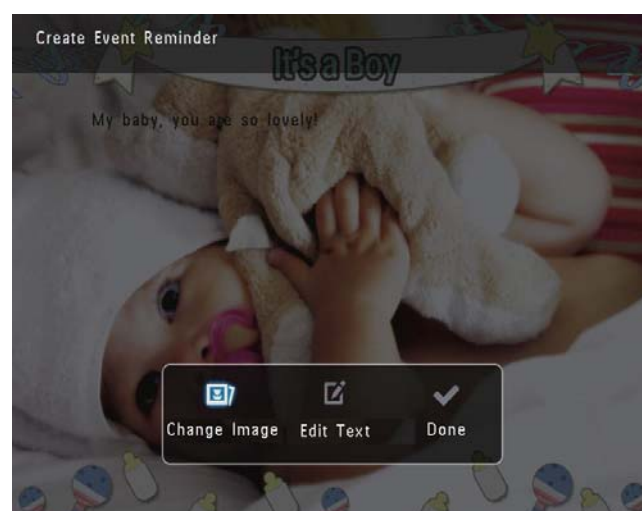 Create Event Reminder
It's a Boy
My baby, you are so lovely!
Change Image
Edit Text
Done